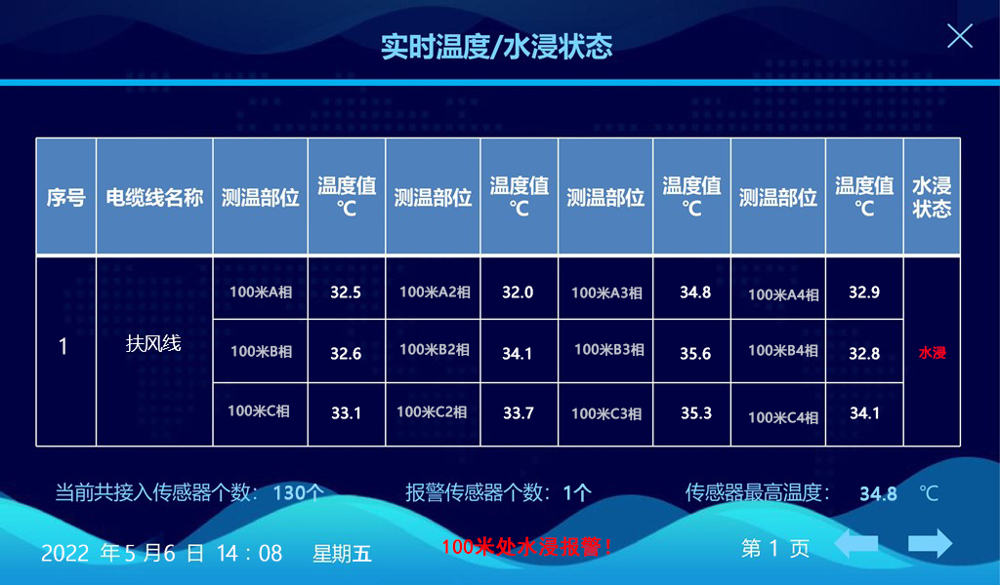 实时温度/水浸状态
序号 电缆线名称 测温部位 温度值℃ 测温部位 温度值℃ 测温部位 温度值℃ 测温部位 温度值℃ 水浸状态
1 扶风线 100米A相 32.5 100米A2相 32.0 100米A3相 34.8 100米A4相 32.9 水浸
100米B相 32.6 100米B2相 34.1 100米B3相 35.6 100米B4相 32.8
100米C相 33.1 100米C2相 33.7 100米C3相 35.3 100米C4相 34.1
当前共接入传感器个数： 130个 报警传感器个数： 1个 传感器最高温度： 34.8 ℃
2022 年 5 月 6 日 14：08 星期五 100米处水浸报警！ 第 1 页